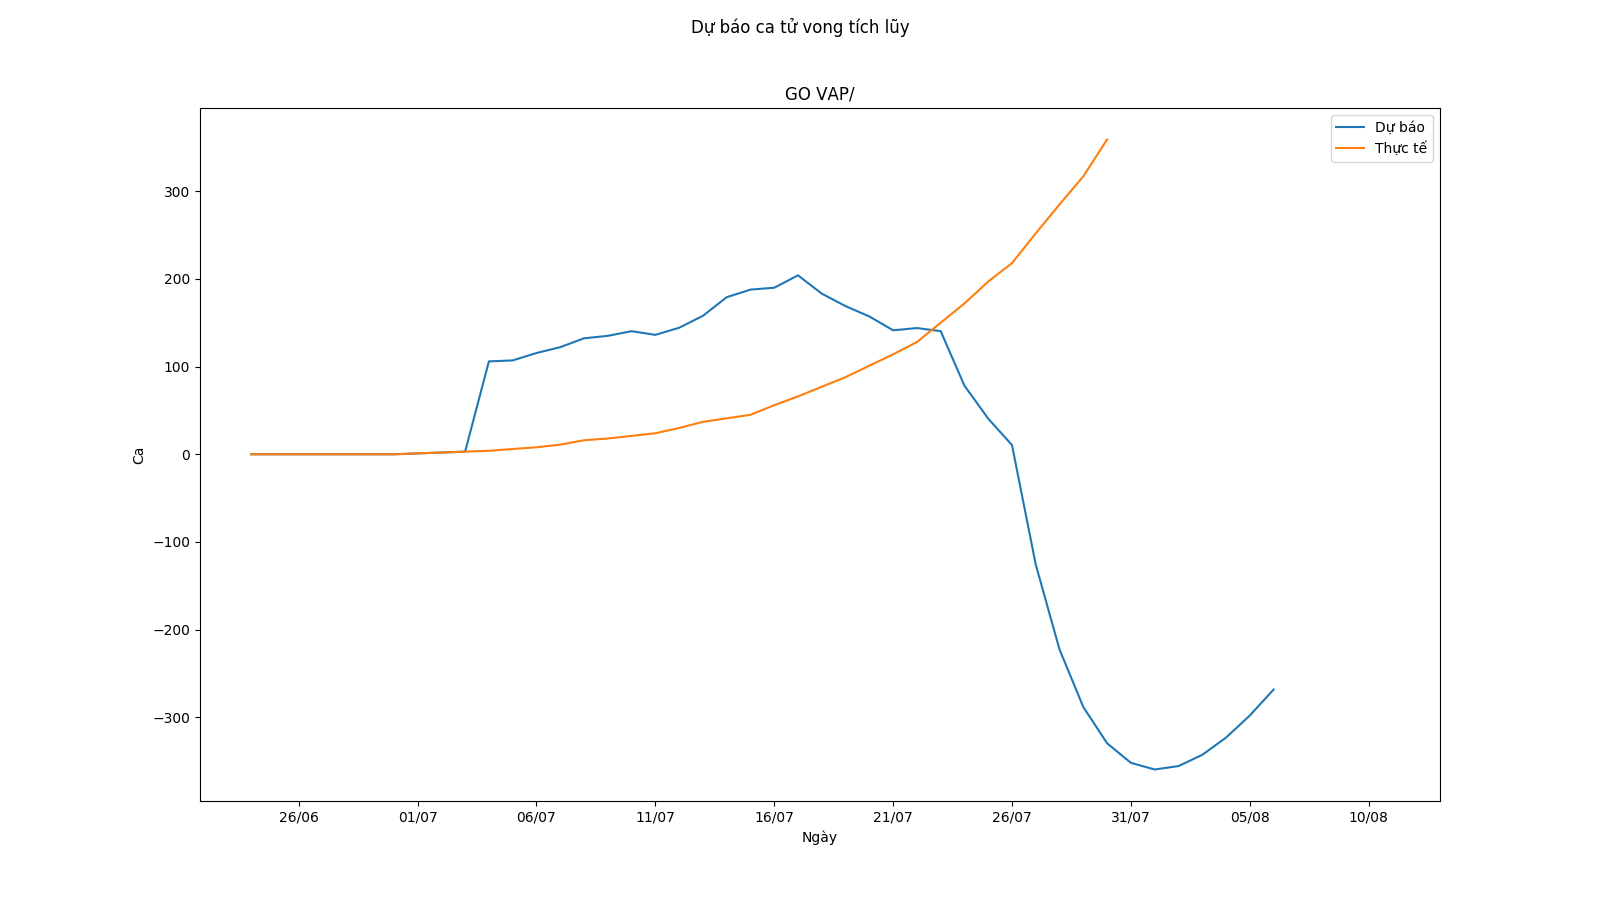 Dự báo ca tử vong tích lũy
GO VAP/
Dự báo
Thực tế
300
200
100
0
−100
−200
−300
Ca
26/06
01/07
06/07
11/07
16/07
21/07
26/07
31/07
05/08
10/08
Ngày